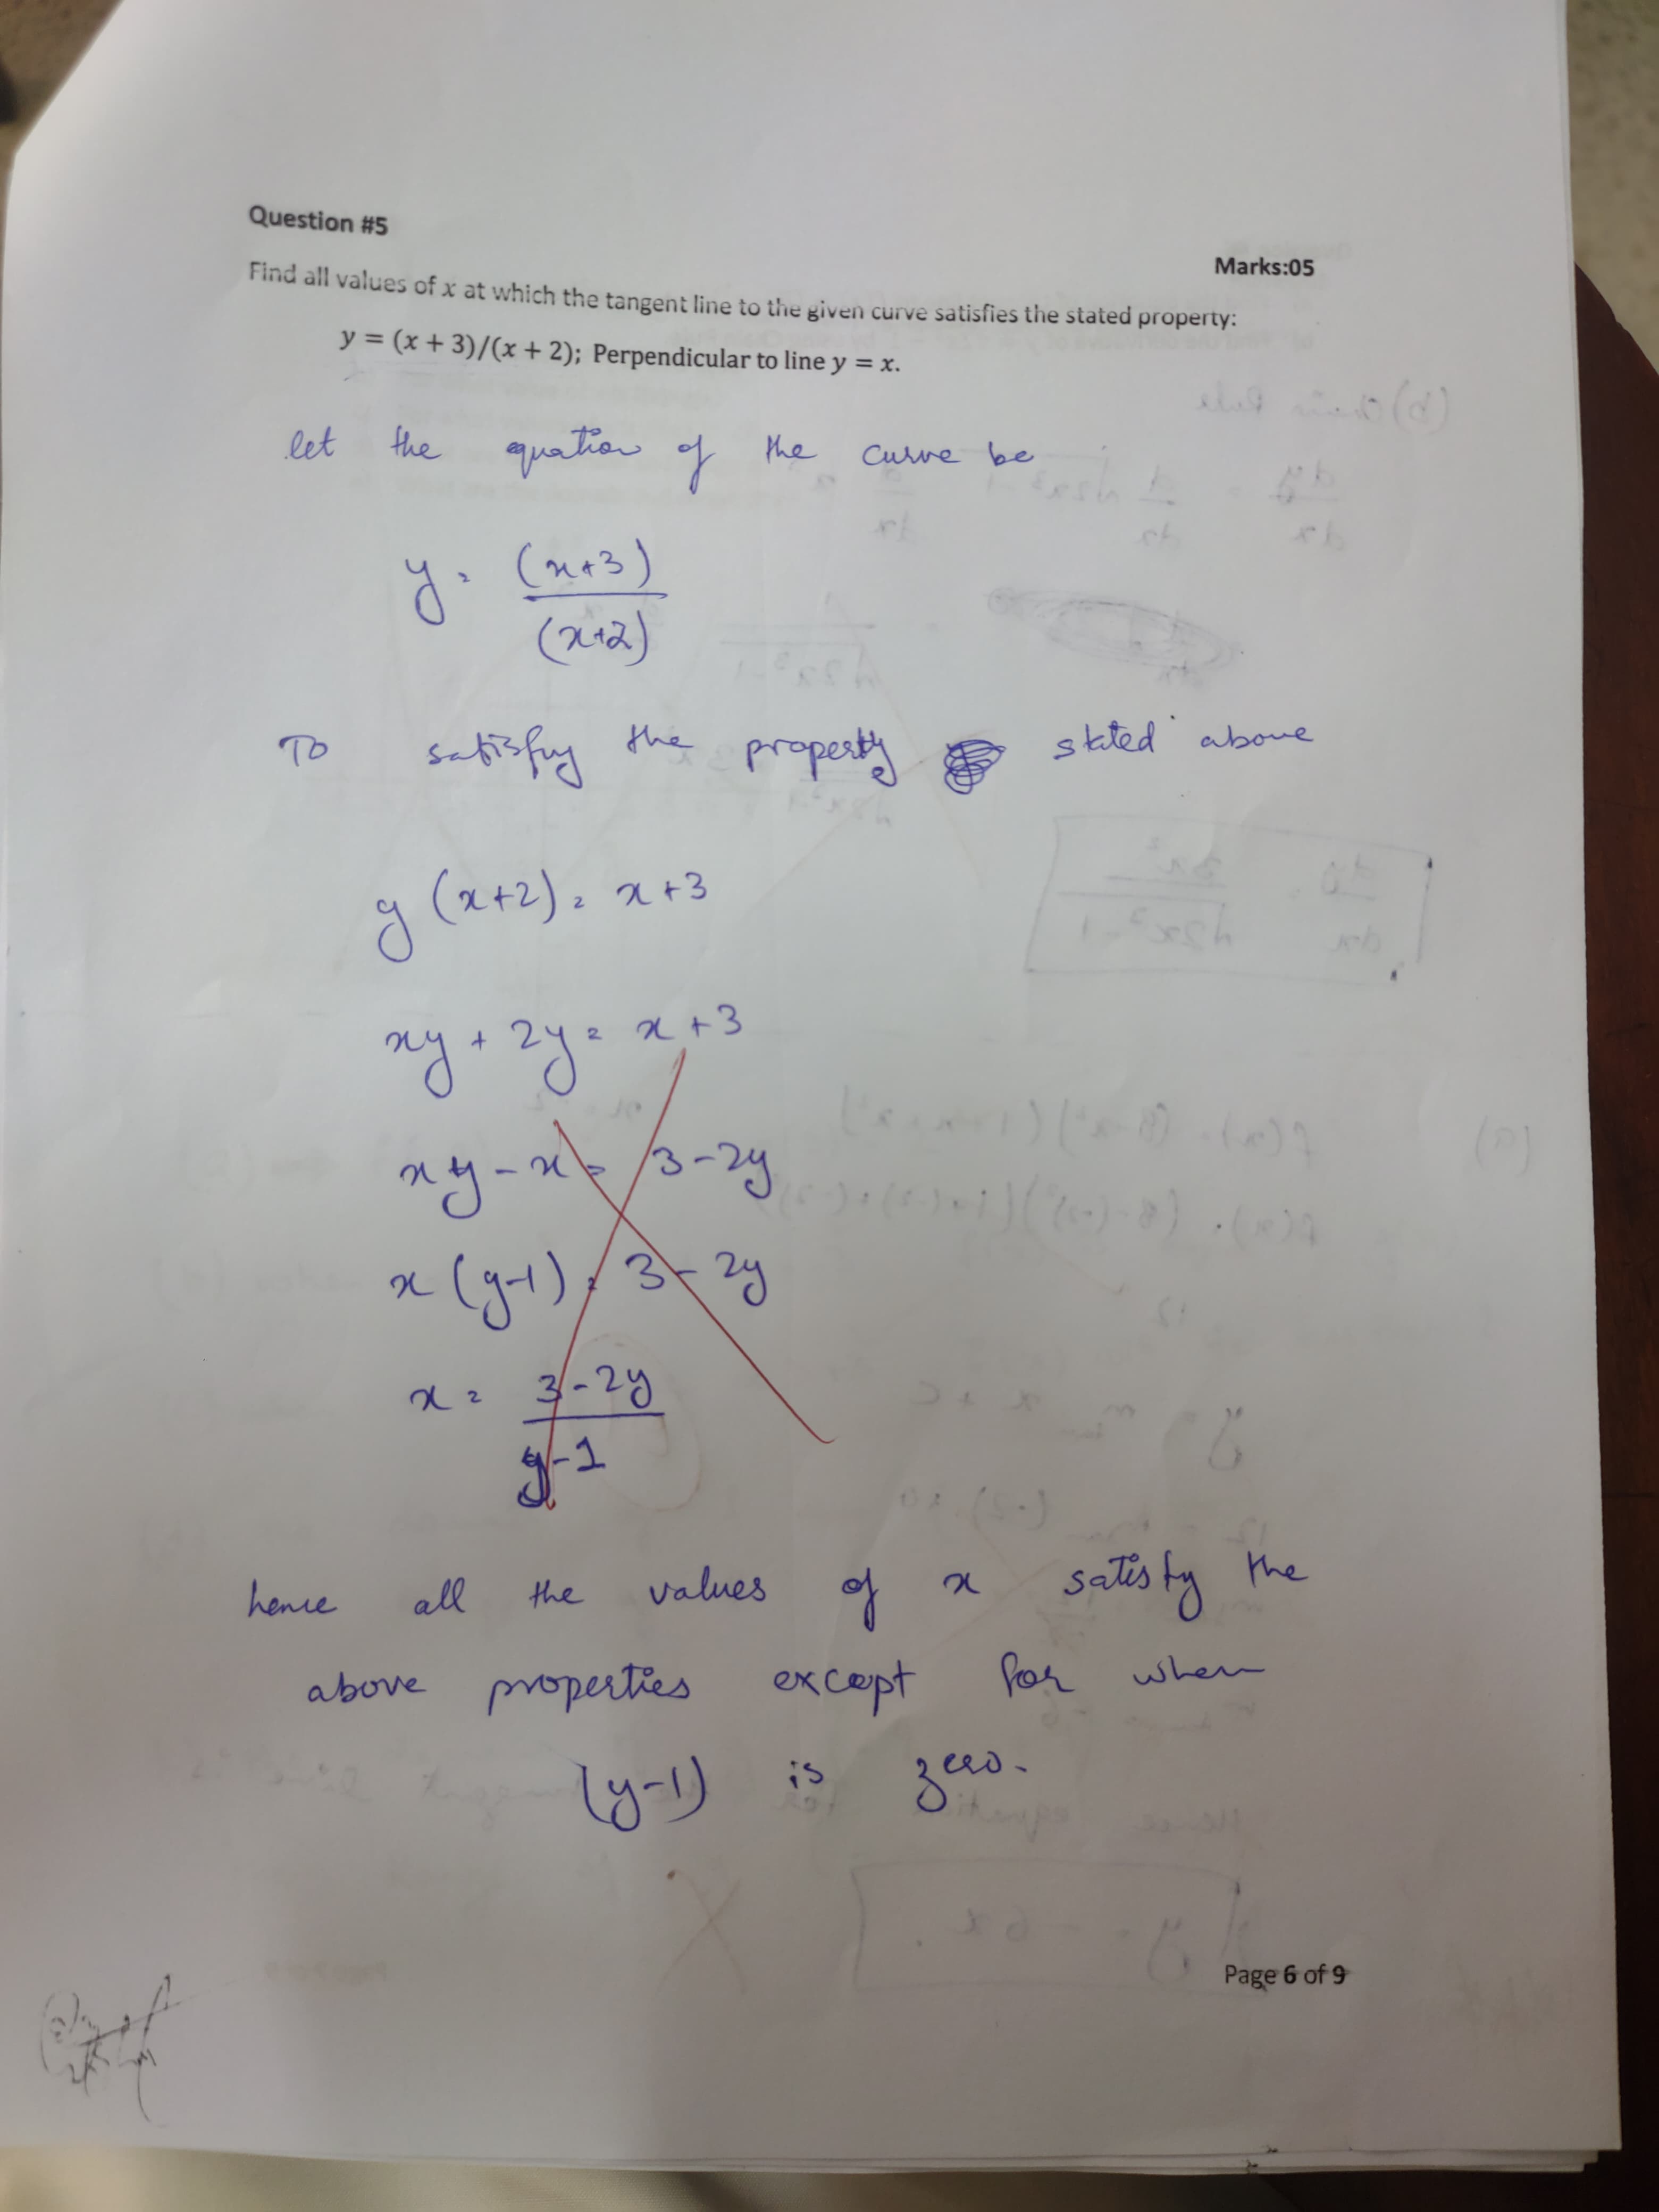 Question #5
Marks:05
Find all values of x at which the tangent line to the given curve satisfies the stated property:
y = (x + 3)/(x + 2); Perpendicular to line y = x.
let the equation of the curve be
y = (x+3)
(x+2)
To satisfy the property stated above
y (x+2) = x+3
xy + 2y = x +3
xy - x = 3-2y
x (y-1) = 3-2y
x = 3-2y
y-1
hence all the values of x satisfy the
above properties except for when
(y-1) is zero.
Page 6 of 9